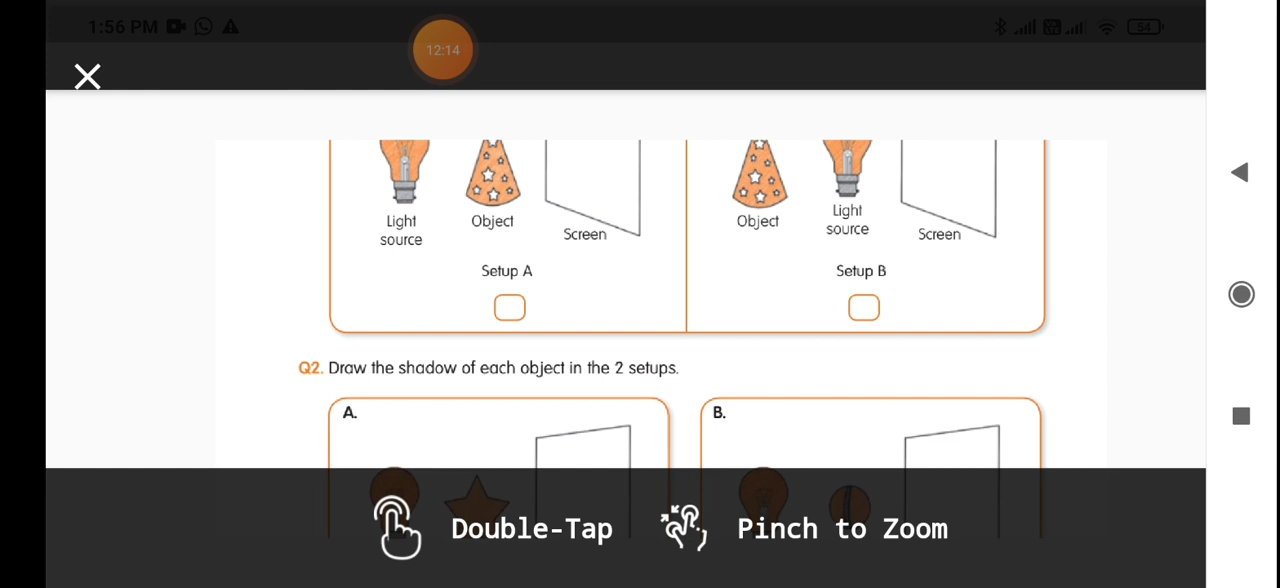 1:56 PM
12:14
54
Light
source
Object
Screen
Object
Light
source
Screen
Setup A
Setup B
Q2. Draw the shadow of each object in the 2 setups.
A.
B.
Double-Tap
Pinch to Zoom